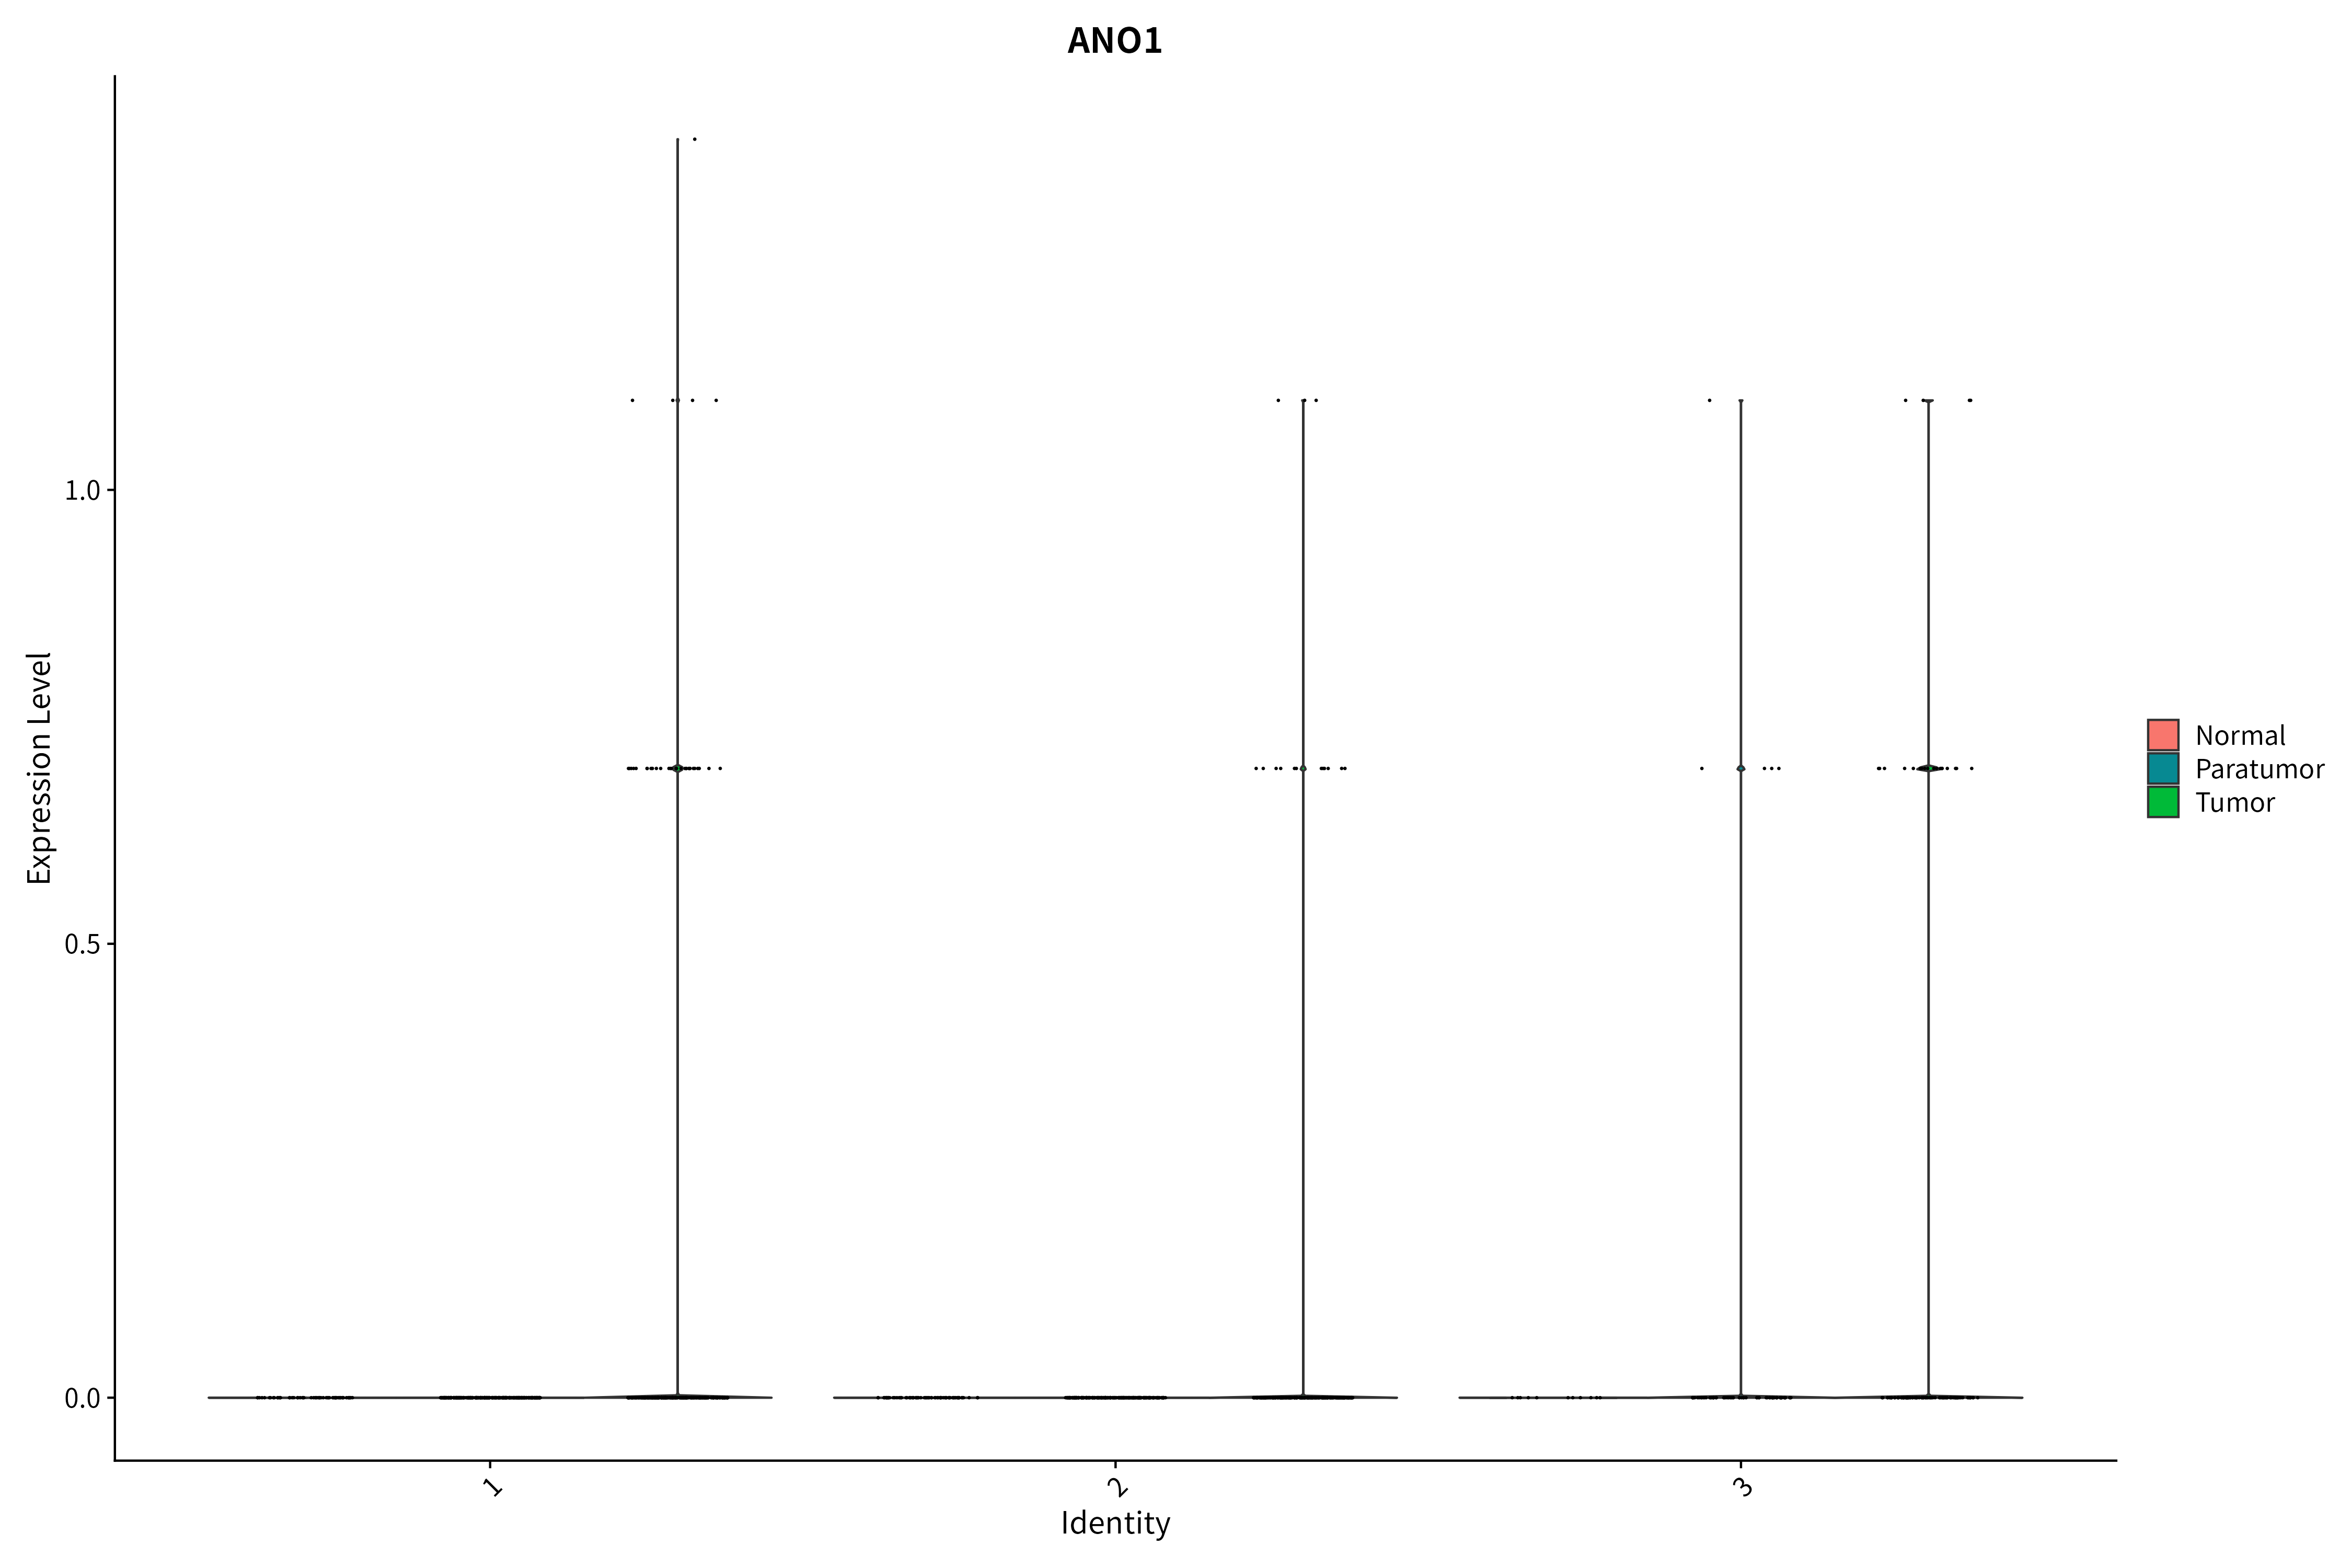 ANO1
Expression Level
1.0
0.5
0.0
1
2
3
Identity
Normal
Paratumor
Tumor